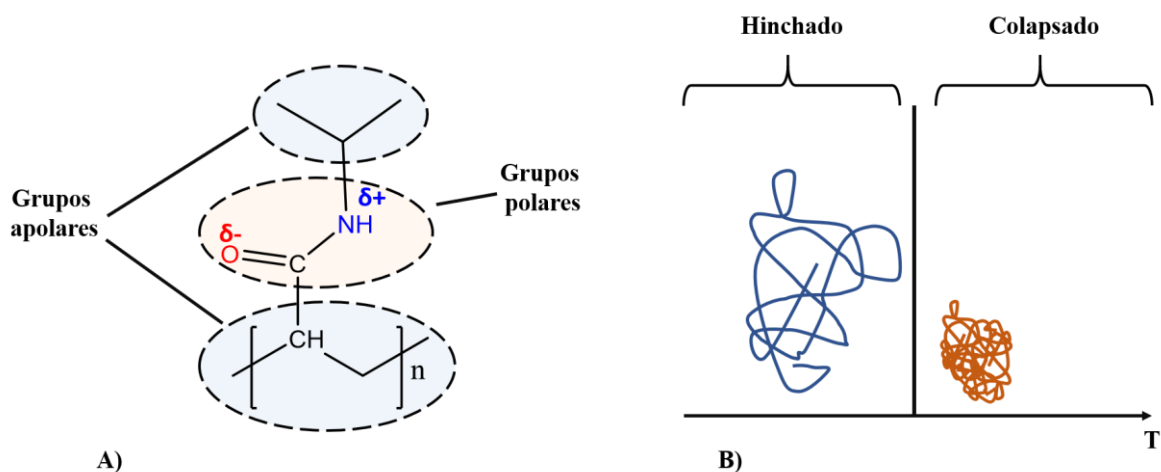 Grupos
apolares
Grupos
polares
δ+
NH
δ-
O
C
CH
n
A)
Hinchado
Colapsado
T
B)